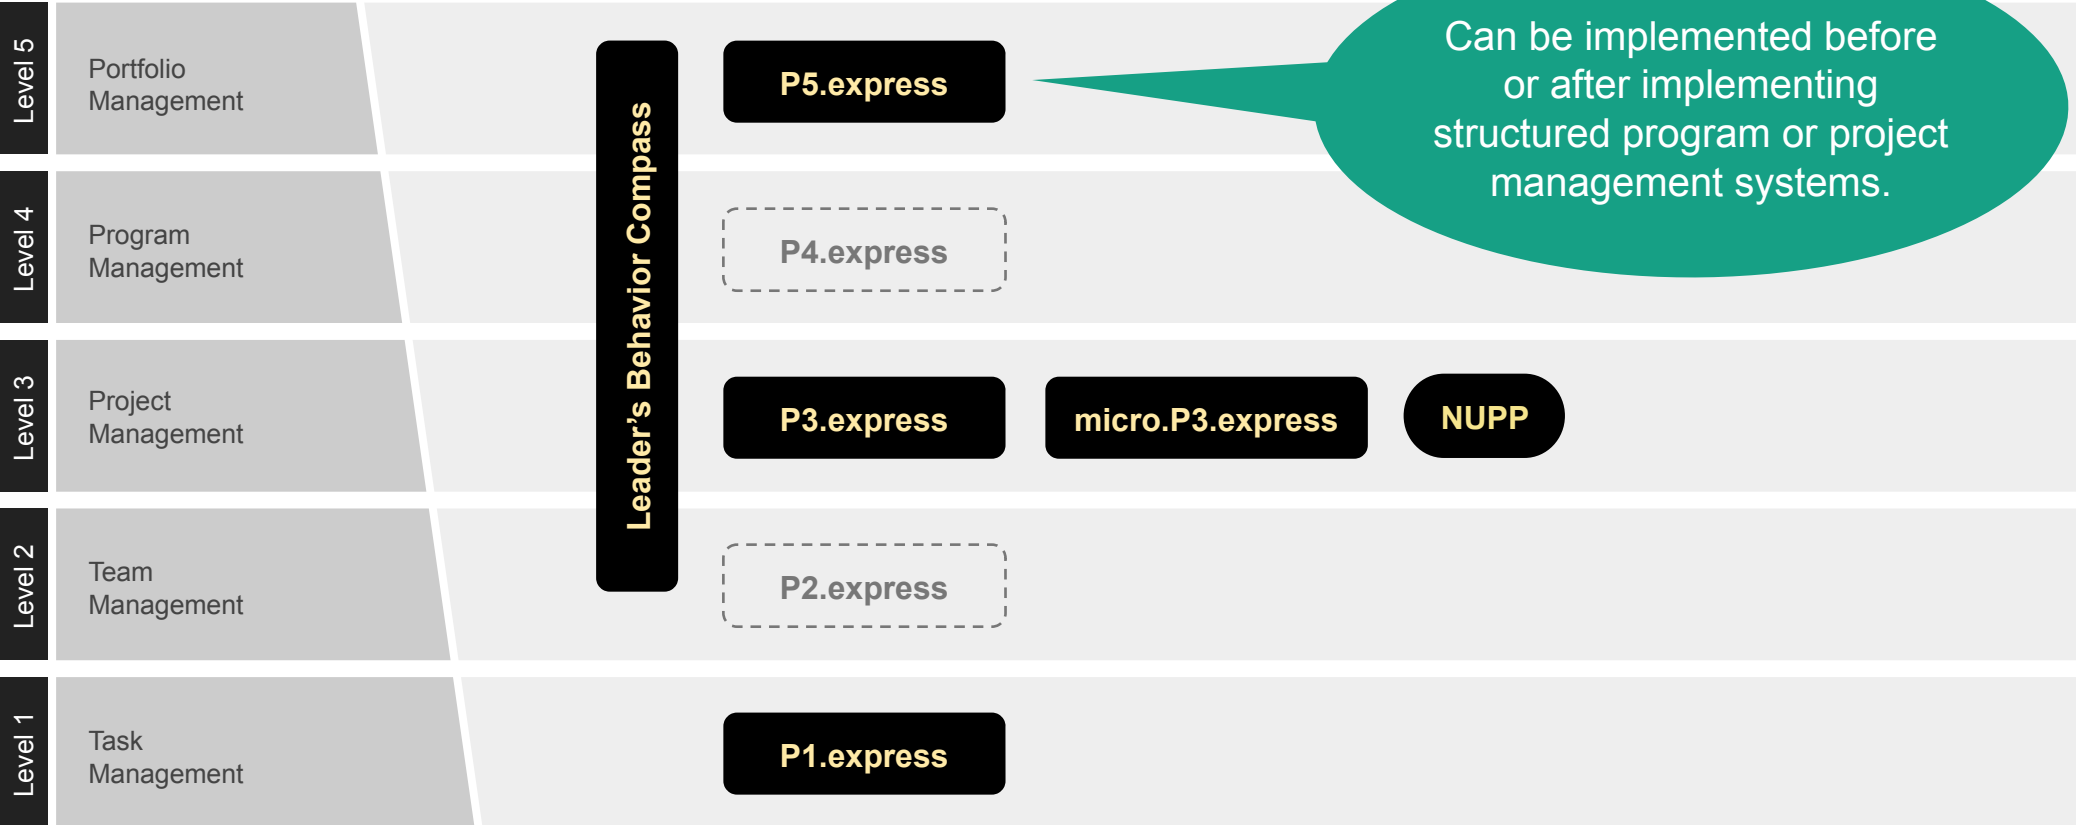 Level 5
Portfolio
Management
P5.express
Can be implemented before
or after implementing
structured program or project
management systems.
Leader’s Behavior Compass
Level 4
Program
Management
P4.express
Level 3
Project
Management
P3.express
micro.P3.express
NUPP
Level 2
Team
Management
P2.express
Level 1
Task
Management
P1.express